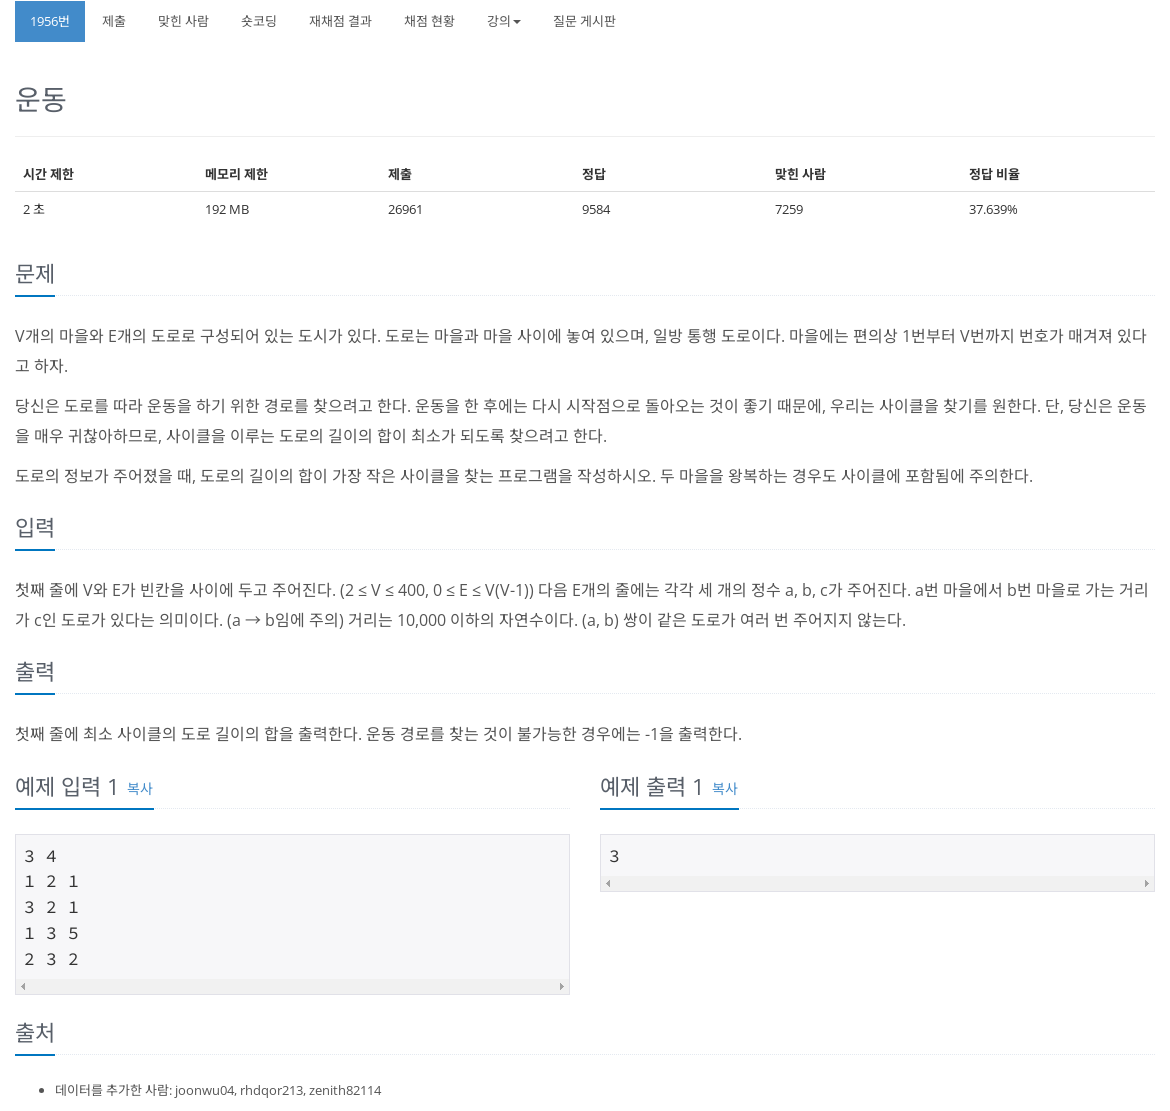 1956번 제출 맞힌 사람 숏코딩 재채점 결과 채점 현황 강의 질문 게시판
운동
시간 제한 메모리 제한 제출 정답 맞힌 사람 정답 비율
2 초 192 MB 26961 9584 7259 37.639%
문제
V개의 마을와 E개의 도로로 구성되어 있는 도시가 있다. 도로는 마을과 마을 사이에 놓여 있으며, 일방 통행 도로이다. 마을에는 편의상 1번부터 V번까지 번호가 매겨져 있다
고 하자.
당신은 도로를 따라 운동을 하기 위한 경로를 찾으려고 한다. 운동을 한 후에는 다시 시작점으로 돌아오는 것이 좋기 때문에, 우리는 사이클을 찾기를 원한다. 단, 당신은 운동
을 매우 귀찮아하므로, 사이클을 이루는 도로의 길이의 합이 최소가 되도록 찾으려고 한다.
도로의 정보가 주어졌을 때, 도로의 길이의 합이 가장 작은 사이클을 찾는 프로그램을 작성하시오. 두 마을을 왕복하는 경우도 사이클에 포함됨에 주의한다.
입력
첫째 줄에 V와 E가 빈칸을 사이에 두고 주어진다. (2 ≤ V ≤ 400, 0 ≤ E ≤ V(V-1)) 다음 E개의 줄에는 각각 세 개의 정수 a, b, c가 주어진다. a번 마을에서 b번 마을로 가는 거리
가 c인 도로가 있다는 의미이다. (a → b임에 주의) 거리는 10,000 이하의 자연수이다. (a, b) 쌍이 같은 도로가 여러 번 주어지지 않는다.
출력
첫째 줄에 최소 사이클의 도로 길이의 합을 출력한다. 운동 경로를 찾는 것이 불가능한 경우에는 -1을 출력한다.
예제 입력 1 복사
3 4
1 2 1
3 2 1
1 3 5
2 3 2
예제 출력 1 복사
3
출처
데이터를 추가한 사람: joonwu04, rhdqor213, zenith82114